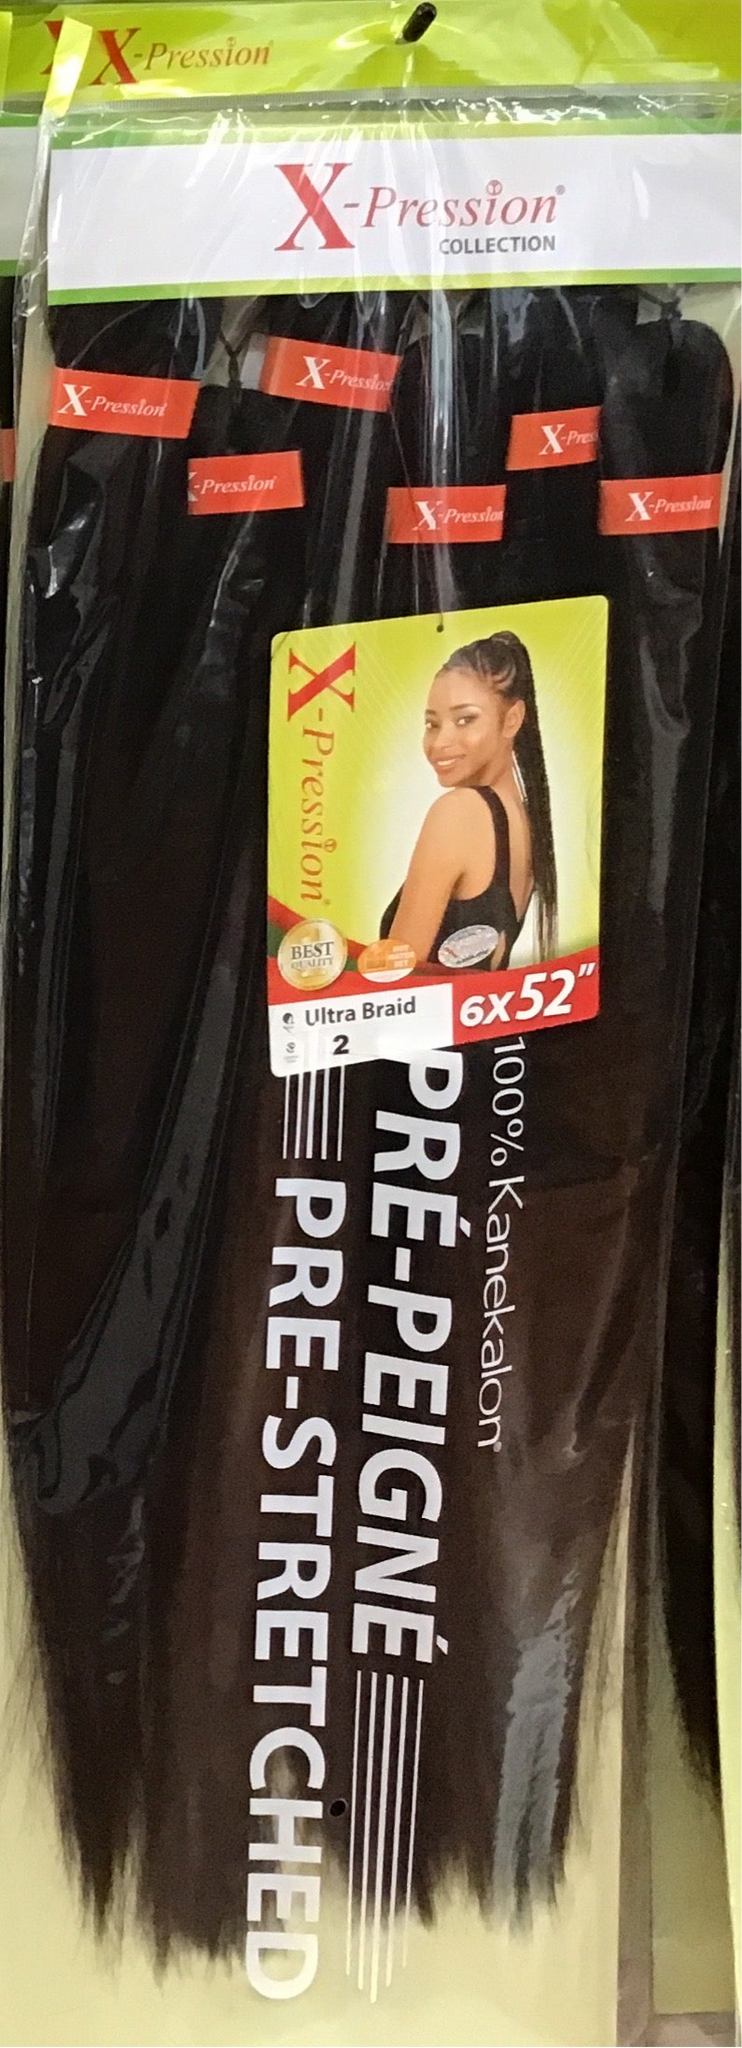 X-Pression
X-Pression
COLLECTION
X-Pression
X-Pression
X-Pression
X-Pression
X-Pression
X-Pression
BEST
QUALITY
Ultra Braid
6x52"
2
100% Kanekalon
PRÉ-PEIGNÉ
PRE-STRETCHED